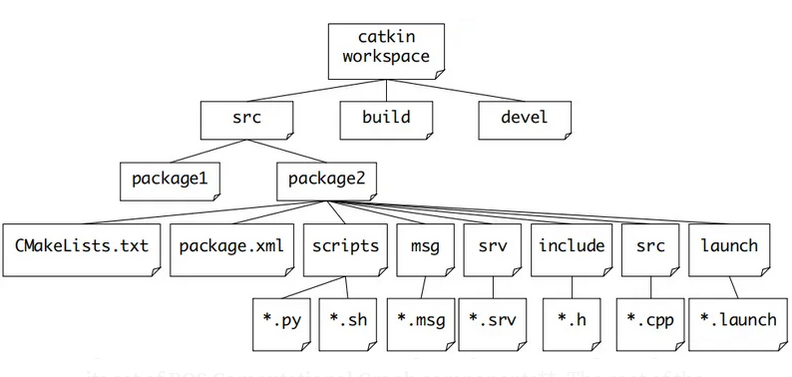 catkin
workspace
src
build
devel
package1
package2
CMakeLists.txt
package.xml
scripts
msg
srv
include
src
launch
*.py
*.sh
*.msg
*.srv
*.h
*.cpp
*.launch